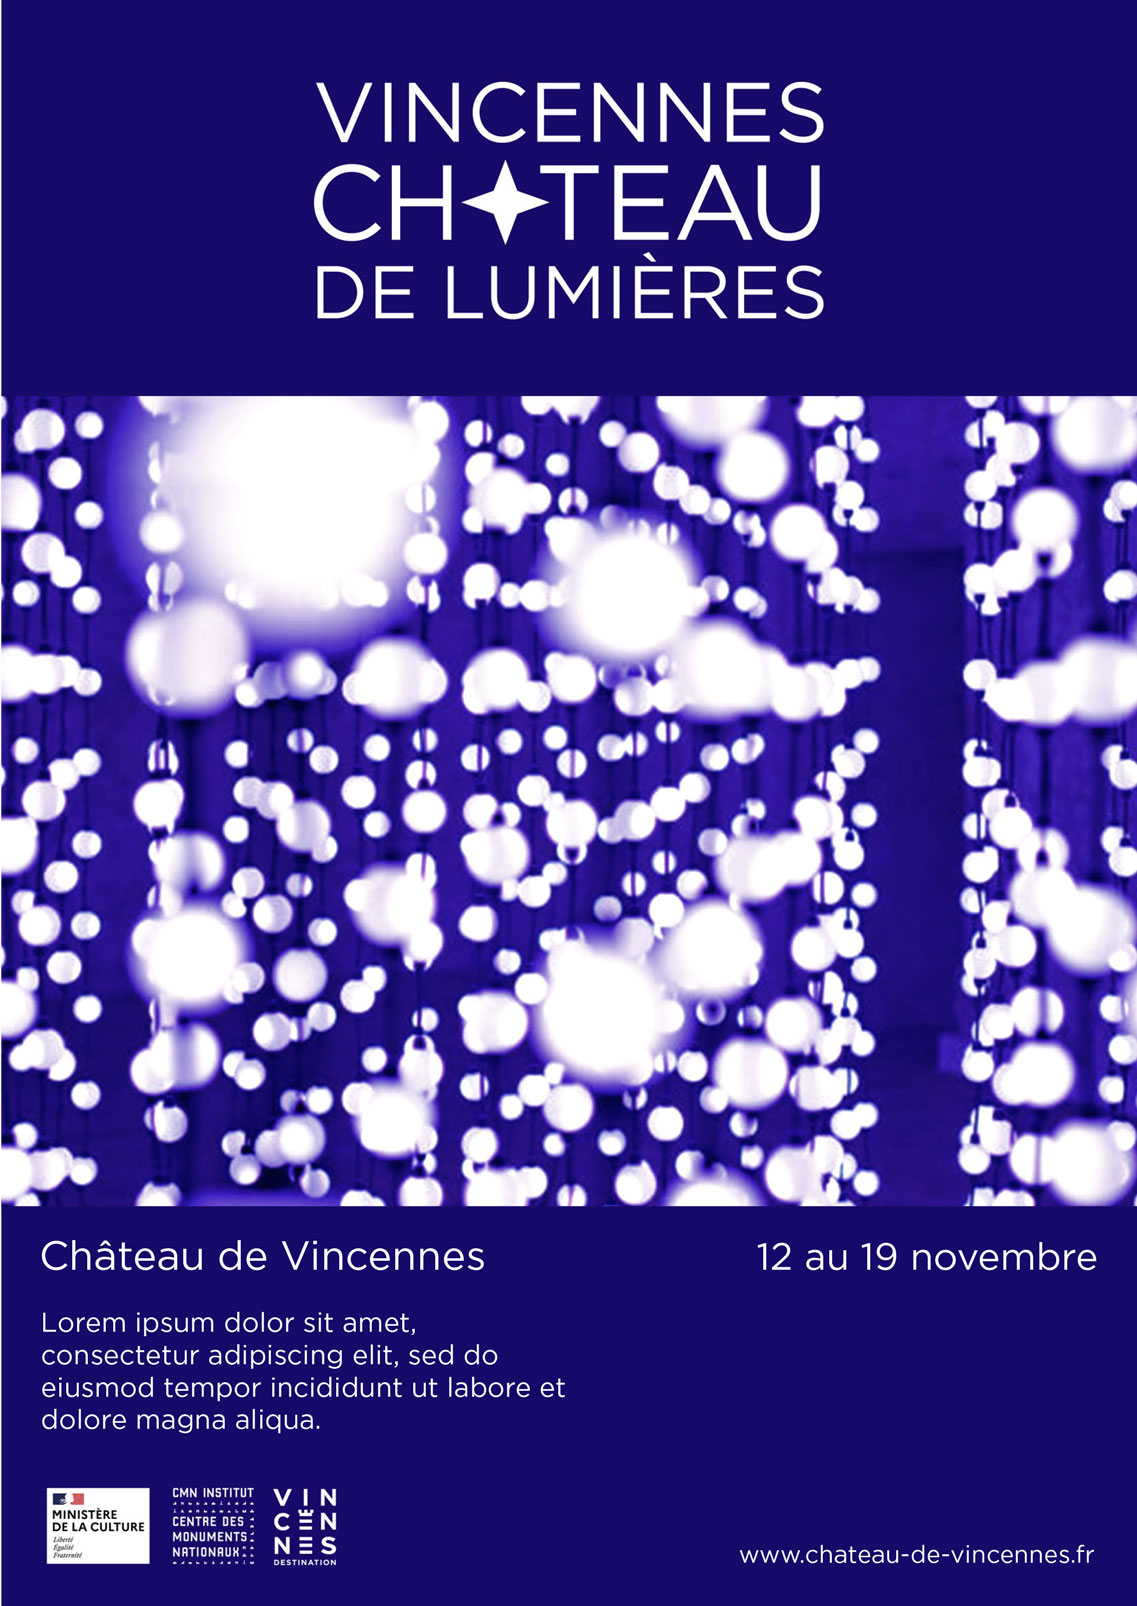 VINCENNES
CH TEAU
DE LUMIÈRES
Château de Vincennes
12 au 19 novembre
Lorem ipsum dolor sit amet,
consectetur adipiscing elit, sed do
eiusmod tempor incididunt ut labore et
dolore magna aliqua.
MINISTÈRE
DE LA CULTURE
Liberté
Égalité
Fraternité
CMN INSTITUT
CENTRE DES
MONUMENTS
NATIONAUX
VIN
CEN
NES
DESTINATION
www.chateau-de-vincennes.fr